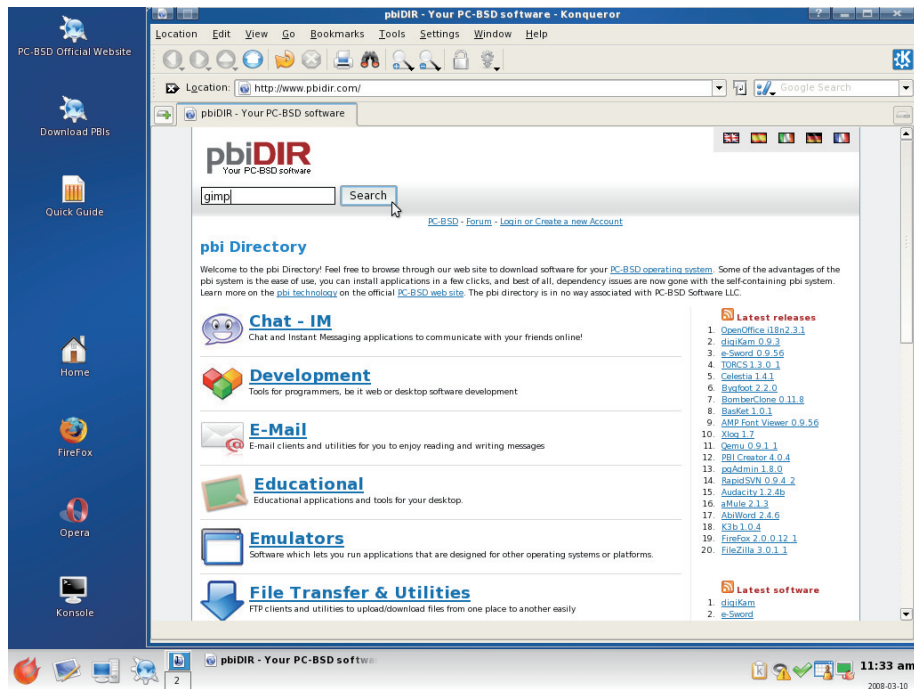 pbiDIR - Your PC-BSD software - Konqueror
Location Edit View Go Bookmarks Tools Settings Window Help
Location: http://www.pbidir.com/
Google Search
pbiDIR - Your PC-BSD software
PC-BSD Official Website
Download PBIs
Quick Guide
Home
FireFox
Opera
Konsole
pbiDIR
Your PC-BSD software
gimp
Search
PC-BSD - Forum - Login or Create a new Account
pbi Directory
Welcome to the pbi Directory! Feel free to browse through our web site to download software for your PC-BSD operating system. Some of the advantages of the
pbi system is the ease of use, you can install applications in a few clicks, and best of all, dependency issues are now gone with the self-containing pbi system.
Learn more on the pbi technology on the official PC-BSD web site. The pbi directory is in no way associated with PC-BSD Software LLC.
Chat - IM
Chat and Instant Messaging applications to communicate with your friends online!
Development
Tools for programmers, be it web or desktop software development
E-Mail
E-mail clients and utilities for you to enjoy reading and writing messages
Educational
Educational applications and tools for your desktop.
Emulators
Software which lets you run applications that are designed for other operating systems or platforms.
File Transfer & Utilities
FTP clients and utilities to upload/download files from one place to another easily
Latest releases
1. OpenOffice i18n2.3.1
2. digiKam 0.9.3
3. e-Sword 0.9.56
4. TORCS 1.3.0_1
5. Celestia 1.4.1
6. Bygfoot 2.2.0
7. BomberClone 0.11.8
8. BasKet 1.0.1
9. AMP Font Viewer 0.9.56
10. Xlog 1.7
11. Qemu 0.9.1_1
12. PBI Creator 4.0.4
13. pgAdmin 1.8.0
14. RapidSVN 0.9.4_2
15. Audacity 1.2.4b
16. aMule 2.1.3
17. AbiWord 2.4.6
18. K3b 1.0.4
19. FireFox 2.0.0.12_1
20. FileZilla 3.0.1_1
Latest software
1. digiKam
2. e-Sword
2
pbiDIR - Your PC-BSD softwa
11:33 am
2008-03-10